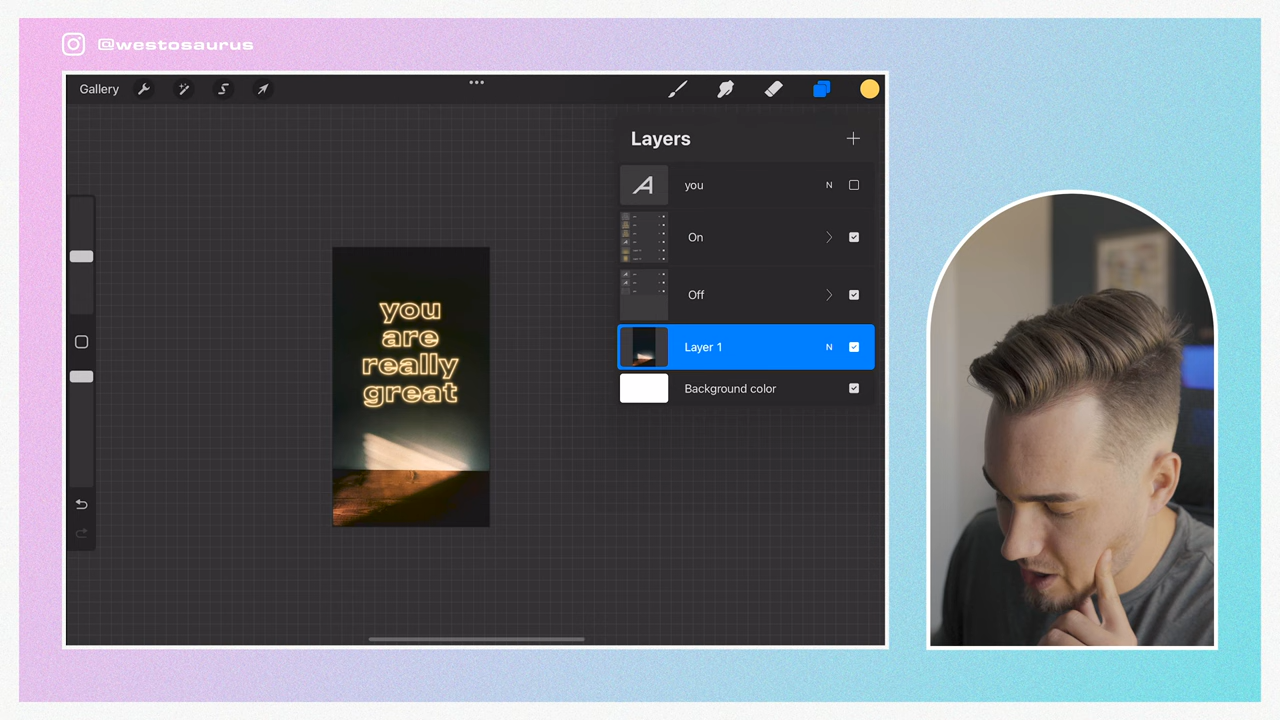 @westosaurus
Gallery
Layers
you N
On
Off
Layer 1 N
Background color
you
are
really
great